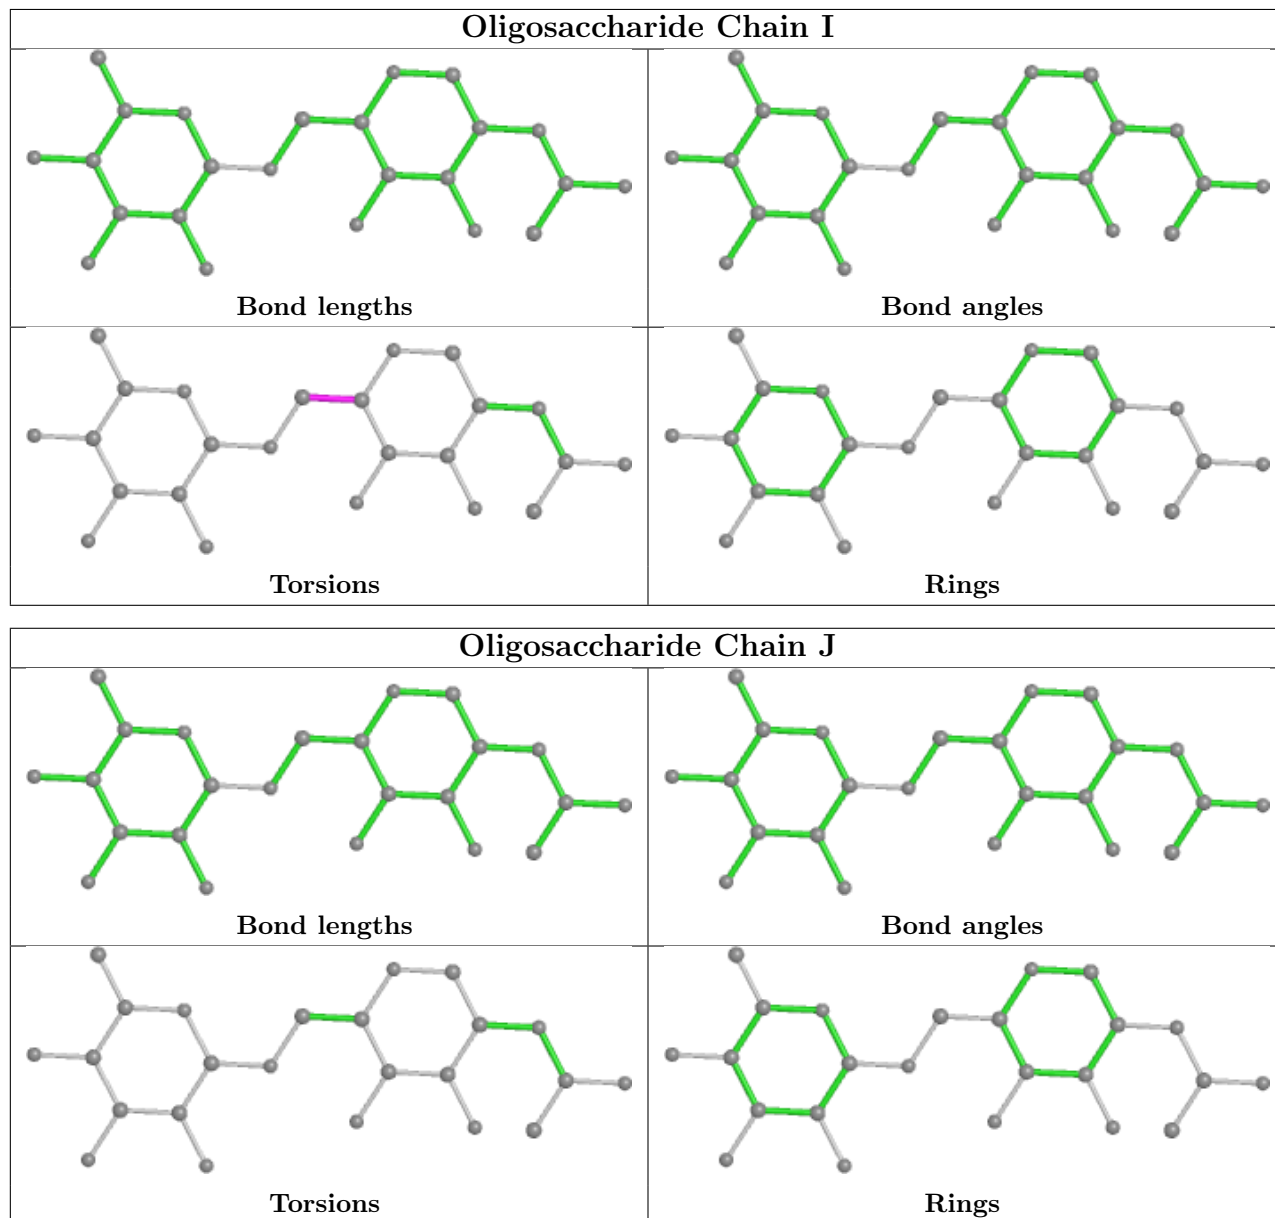 Oligosaccharide Chain I
Bond lengths
Bond angles
Torsions
Rings
Oligosaccharide Chain J
Bond lengths
Bond angles
Torsions
Rings